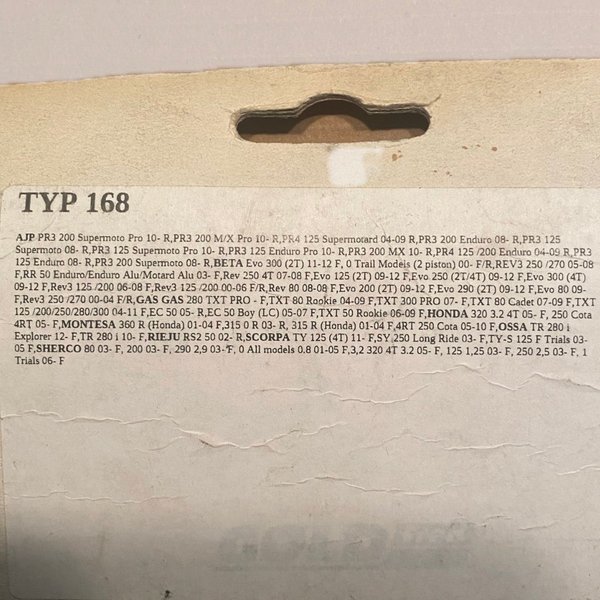 TYP 168
AJP PR3 200 Supermoto Pro 10- R,PR3 200 M/X Pro 10- R,PR4 125 Supermotard 04-09 R,PR3 200 Enduro 08- R,PR3 125
Supermoto 08- R,PR3 125 Supermoto Pro 10- R,PR3 125 Enduro Pro 10- R,PR3 200 MX 10- R,PR4 125 /200 Enduro 04-09 R,PR3
125 Enduro 08- R,PR3 200 Supermoto 08- R,BETA Evo 300 (2T) 11-12 F, 0 Trail Models (2 piston) 00- F/R,REV3 250 /270 05-08
F,RR 50 Enduro/Enduro Alu/Motard Alu 03- F,Rev 250 4T 07-08 F,Evo 125 (2T) 09-12 F,Evo 250 (2T/4T) 09-12 F,Evo 300 (4T)
09-12 F,Rev3 125 /200 06-08 F,Rev3 125 /200 00-06 F/R,Rev 80 08-08 F,Evo 200 (2T) 09-12 F,Evo 290 (2T) 09-12 F,Evo 80 09-
F,Rev3 250 /270 00-04 F/R,GAS GAS 280 TXT PRO - F,TXT 80 Rookie 04-09 F,TXT 300 PRO 07- F,TXT 80 Cadet 07-09 F,TXT
125 /200/250/280/300 04-11 F,EC 50 05- R,EC 50 Boy (LC) 05-07 F,TXT 50 Rookie 06-09 F,HONDA 320 3.2 4T 05- F, 250 Cota
4RT 05- F,MONTESA 360 R (Honda) 01-04 F,315 0 R 03- R, 315 R (Honda) 01-04 F,4RT 250 Cota 05-10 F,OSSA TR 280 i
Explorer 12- F,TR 280 i 10- F,RIEJU RS2 50 02- R,SCORPA TY 125 (4T) 11- F,SY 250 Long Ride 03- F,TY-S 125 F Trials 03-
05 F,SHERCO 80 03- F, 200 03- F, 290 2,9 03- F, 0 All models 0.8 01-05 F,3,2 320 4T 3.2 05- F, 125 1,25 03- F, 250 2,5 03- F, 1
Trials 06- F